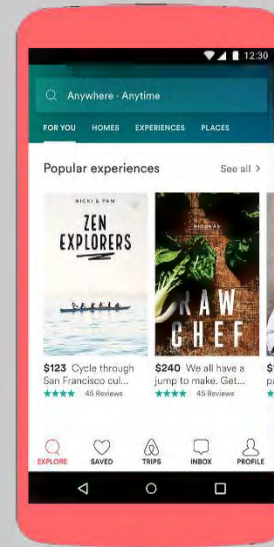 12:30
Anywhere · Anytime
FOR YOU HOMES EXPERIENCES PLACES
Popular experiences See all >
NICKI & PAM
ZEN
EXPLORERS
NICOLAS
RAW
CHEF
$123 Cycle through
San Francisco cul...
45 Reviews
$240 We all have a
jump to make. Get...
45 Reviews
EXPLORE SAVED TRIPS INBOX PROFILE